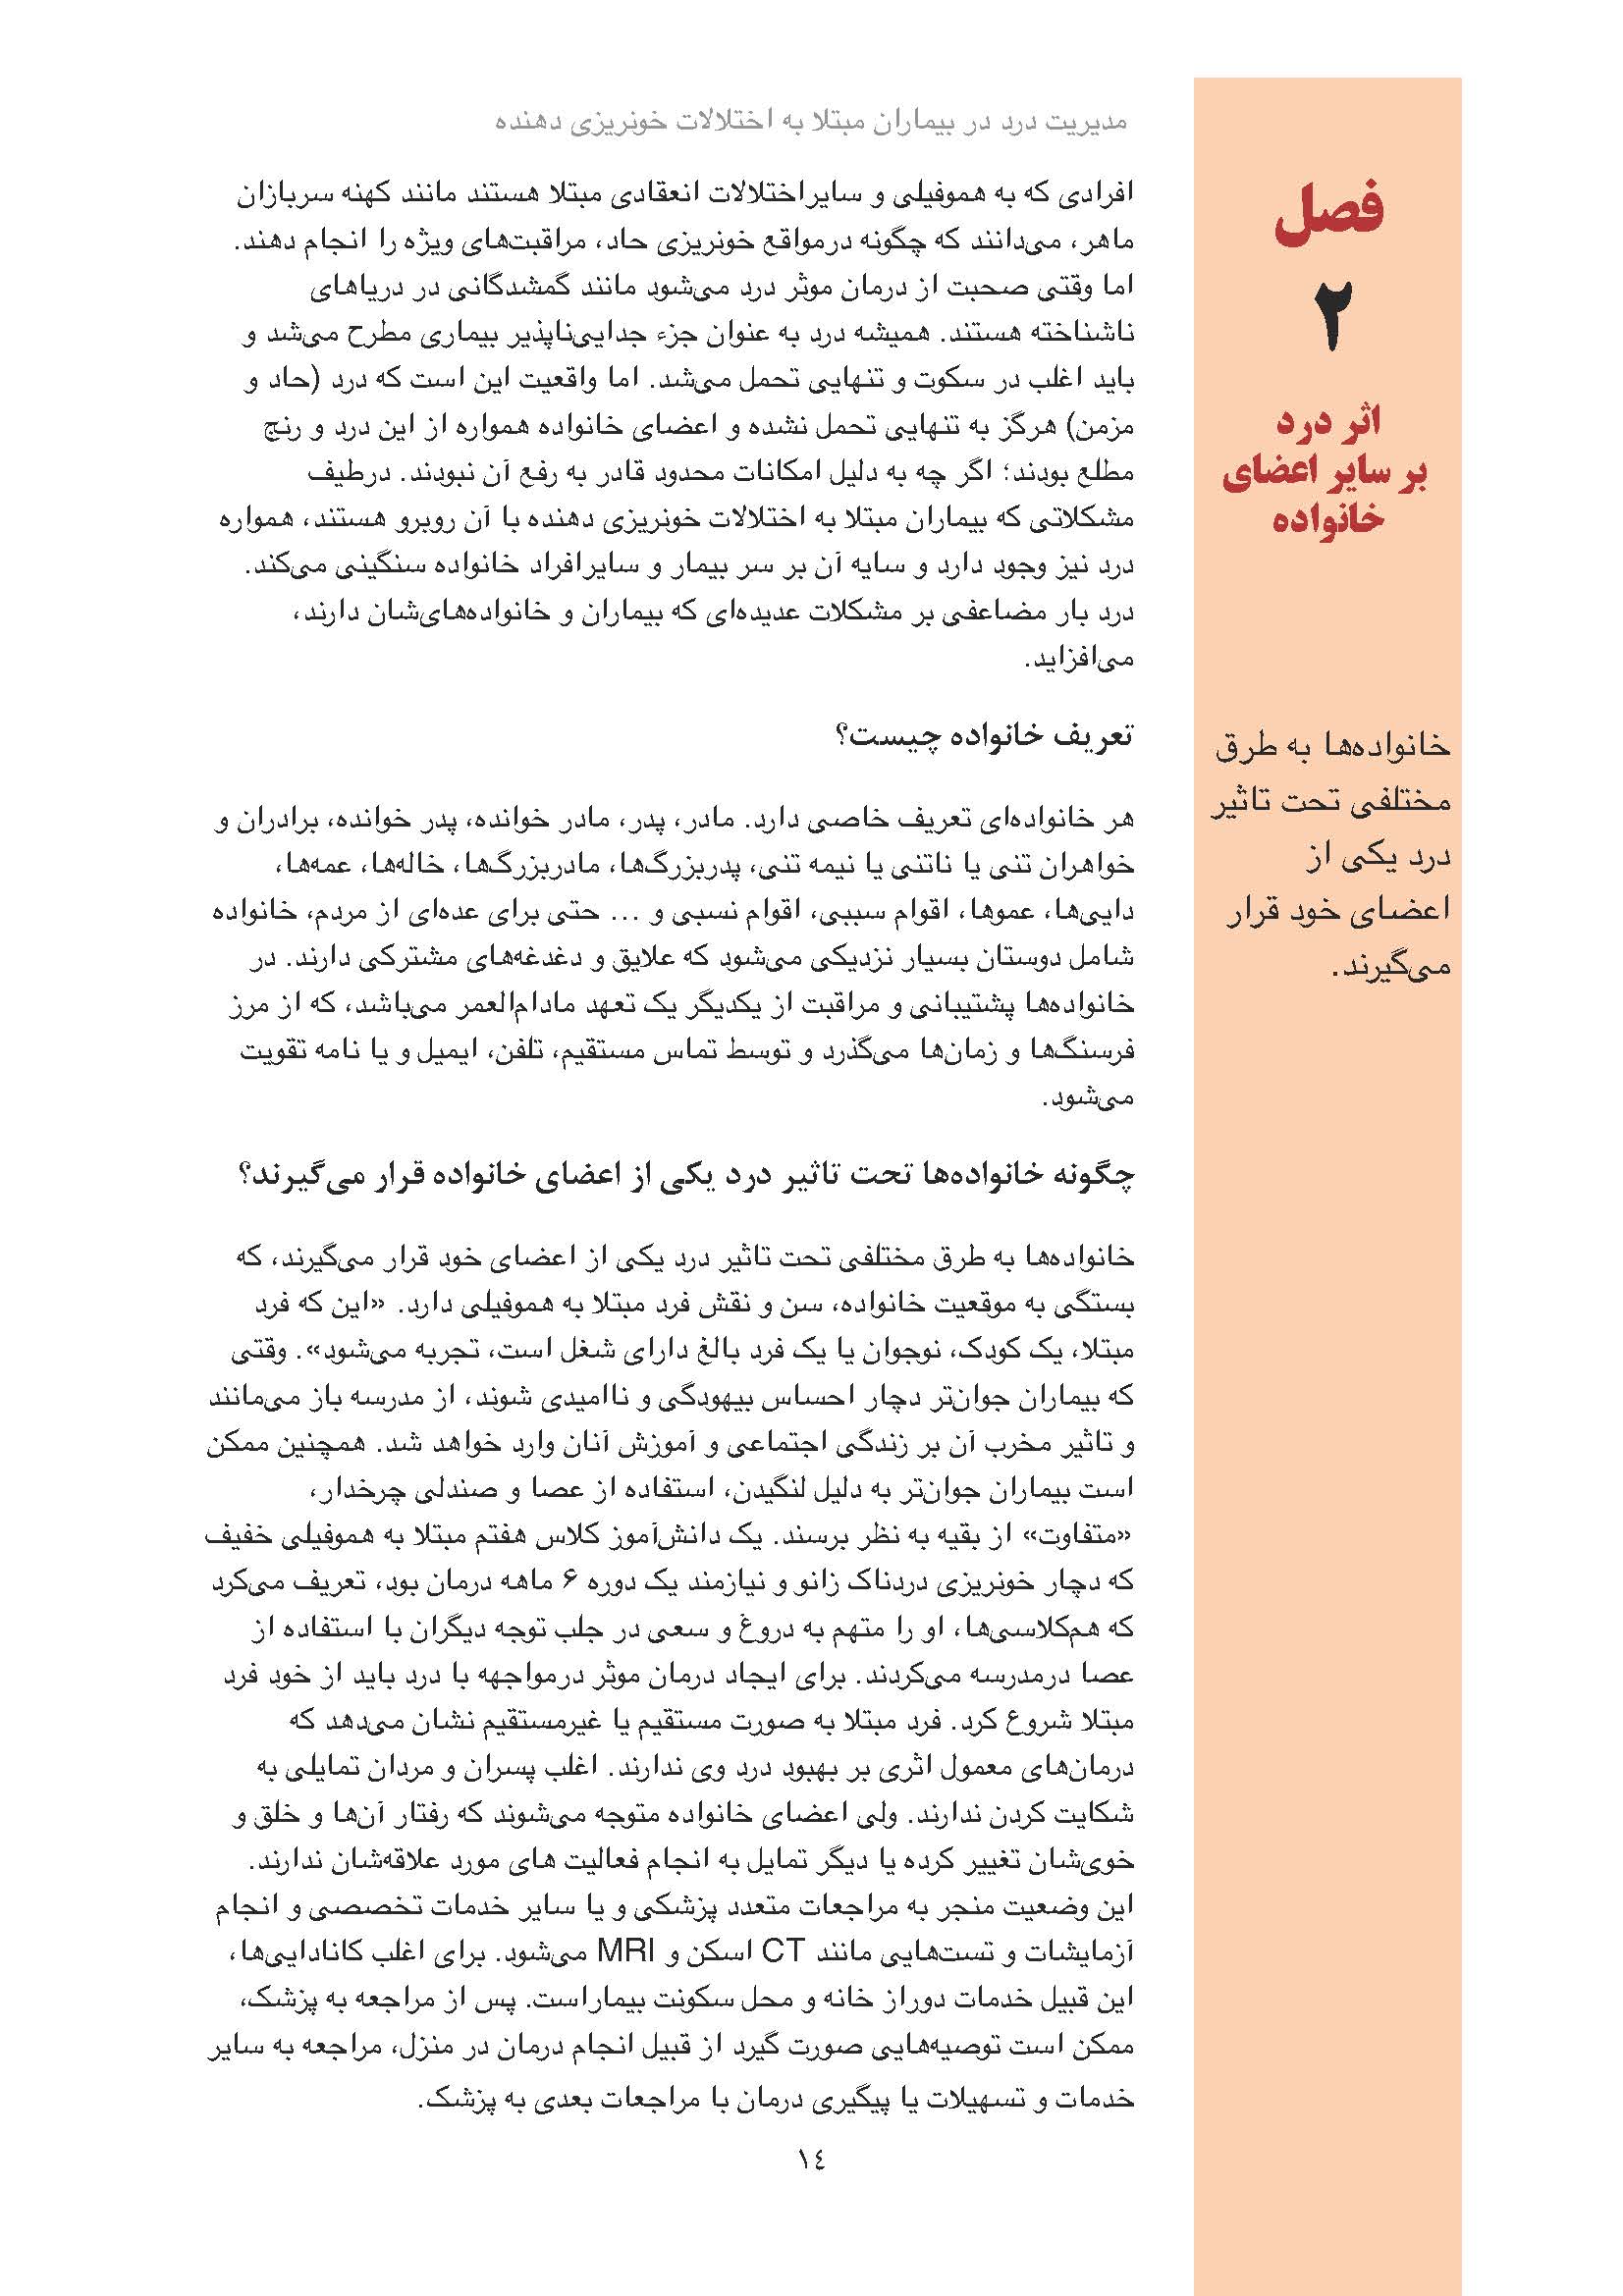 مدیریت درد در بیماران مبتلا به اختلالات خونریزی دهنده
فصل
۲
اثر درد
بر سایر اعضای
خانواده
خانواده‌ها به طرق
مختلفی تحت تاثیر
درد یکی از
اعضای خود قرار
می‌گیرند.
افرادی که به هموفیلی و سایراختلالات انعقادی مبتلا هستند مانند کهنه سربازان
ماهر، می‌دانند که چگونه درمواقع خونریزی حاد، مراقبت‌های ویژه را انجام دهند.
اما وقتی صحبت از درمان موثر درد می‌شود مانند گمشدگانی در دریاهای
ناشناخته هستند. همیشه درد به عنوان جزء جدایی‌ناپذیر بیماری مطرح می‌شد و
باید اغلب در سکوت و تنهایی تحمل می‌شد. اما واقعیت این است که درد (حاد و
مزمن) هرگز به تنهایی تحمل نشده و اعضای خانواده همواره از این درد و رنج
مطلع بودند؛ اگر چه به دلیل امکانات محدود قادر به رفع آن نبودند. درطیف
مشکلاتی که بیماران مبتلا به اختلالات خونریزی دهنده با آن روبرو هستند، همواره
درد نیز وجود دارد و سایه آن بر سر بیمار و سایرافراد خانواده سنگینی می‌کند.
درد بار مضاعفی بر مشکلات عدیده‌ای که بیماران و خانواده‌های‌شان دارند،
می‌افزاید.
تعریف خانواده چیست؟
هر خانواده‌ای تعریف خاصی دارد. مادر، پدر، مادر خوانده، پدر خوانده، برادران و
خواهران تنی یا ناتنی یا نیمه تنی، پدربزرگ‌ها، مادربزرگ‌ها، خاله‌ها، عمه‌ها،
دایی‌ها، عموها، اقوام سببی، اقوام نسبی و ... حتی برای عده‌ای از مردم، خانواده
شامل دوستان بسیار نزدیکی می‌شود که علایق و دغدغه‌های مشترکی دارند. در
خانواده‌ها پشتیبانی و مراقبت از یکدیگر یک تعهد مادام‌العمر می‌باشد، که از مرز
فرسنگ‌ها و زمان‌ها می‌گذرد و توسط تماس مستقیم، تلفن، ایمیل و یا نامه تقویت
می‌شود.
چگونه خانواده‌ها تحت تاثیر درد یکی از اعضای خانواده قرار می‌گیرند؟
خانواده‌ها به طرق مختلفی تحت تاثیر درد یکی از اعضای خود قرار می‌گیرند، که
بستگی به موقعیت خانواده، سن و نقش فرد مبتلا به هموفیلی دارد. «این که فرد
مبتلا، یک کودک، نوجوان یا یک فرد بالغ دارای شغل است، تجربه می‌شود». وقتی
که بیماران جوان‌تر دچار احساس بیهودگی و ناامیدی شوند، از مدرسه باز می‌مانند
و تاثیر مخرب آن بر زندگی اجتماعی و آموزش آنان وارد خواهد شد. همچنین ممکن
است بیماران جوان‌تر به دلیل لنگیدن، استفاده از عصا و صندلی چرخدار،
«متفاوت» از بقیه به نظر برسند. یک دانش‌آموز کلاس هفتم مبتلا به هموفیلی خفیف
که دچار خونریزی دردناک زانو و نیازمند یک دوره ۶ ماهه درمان بود، تعریف می‌کرد
که هم‌کلاسی‌ها، او را متهم به دروغ و سعی در جلب توجه دیگران با استفاده از
عصا درمدرسه می‌کردند. برای ایجاد درمان موثر درمواجهه با درد باید از خود فرد
مبتلا شروع کرد. فرد مبتلا به صورت مستقیم یا غیرمستقیم نشان می‌دهد که
درمان‌های معمول اثری بر بهبود درد وی ندارند. اغلب پسران و مردان تمایلی به
شکایت کردن ندارند. ولی اعضای خانواده متوجه می‌شوند که رفتار آن‌ها و خلق و
خوی‌شان تغییر کرده یا دیگر تمایل به انجام فعالیت های مورد علاقه‌شان ندارند.
این وضعیت منجر به مراجعات متعدد پزشکی و یا سایر خدمات تخصصی و انجام
آزمایشات و تست‌هایی مانند CT اسکن و MRI می‌شود. برای اغلب کانادایی‌ها،
این قبیل خدمات دوراز خانه و محل سکونت بیماراست. پس از مراجعه به پزشک،
ممکن است توصیه‌هایی صورت گیرد از قبیل انجام درمان در منزل، مراجعه به سایر
خدمات و تسهیلات یا پیگیری درمان با مراجعات بعدی به پزشک.
١٤